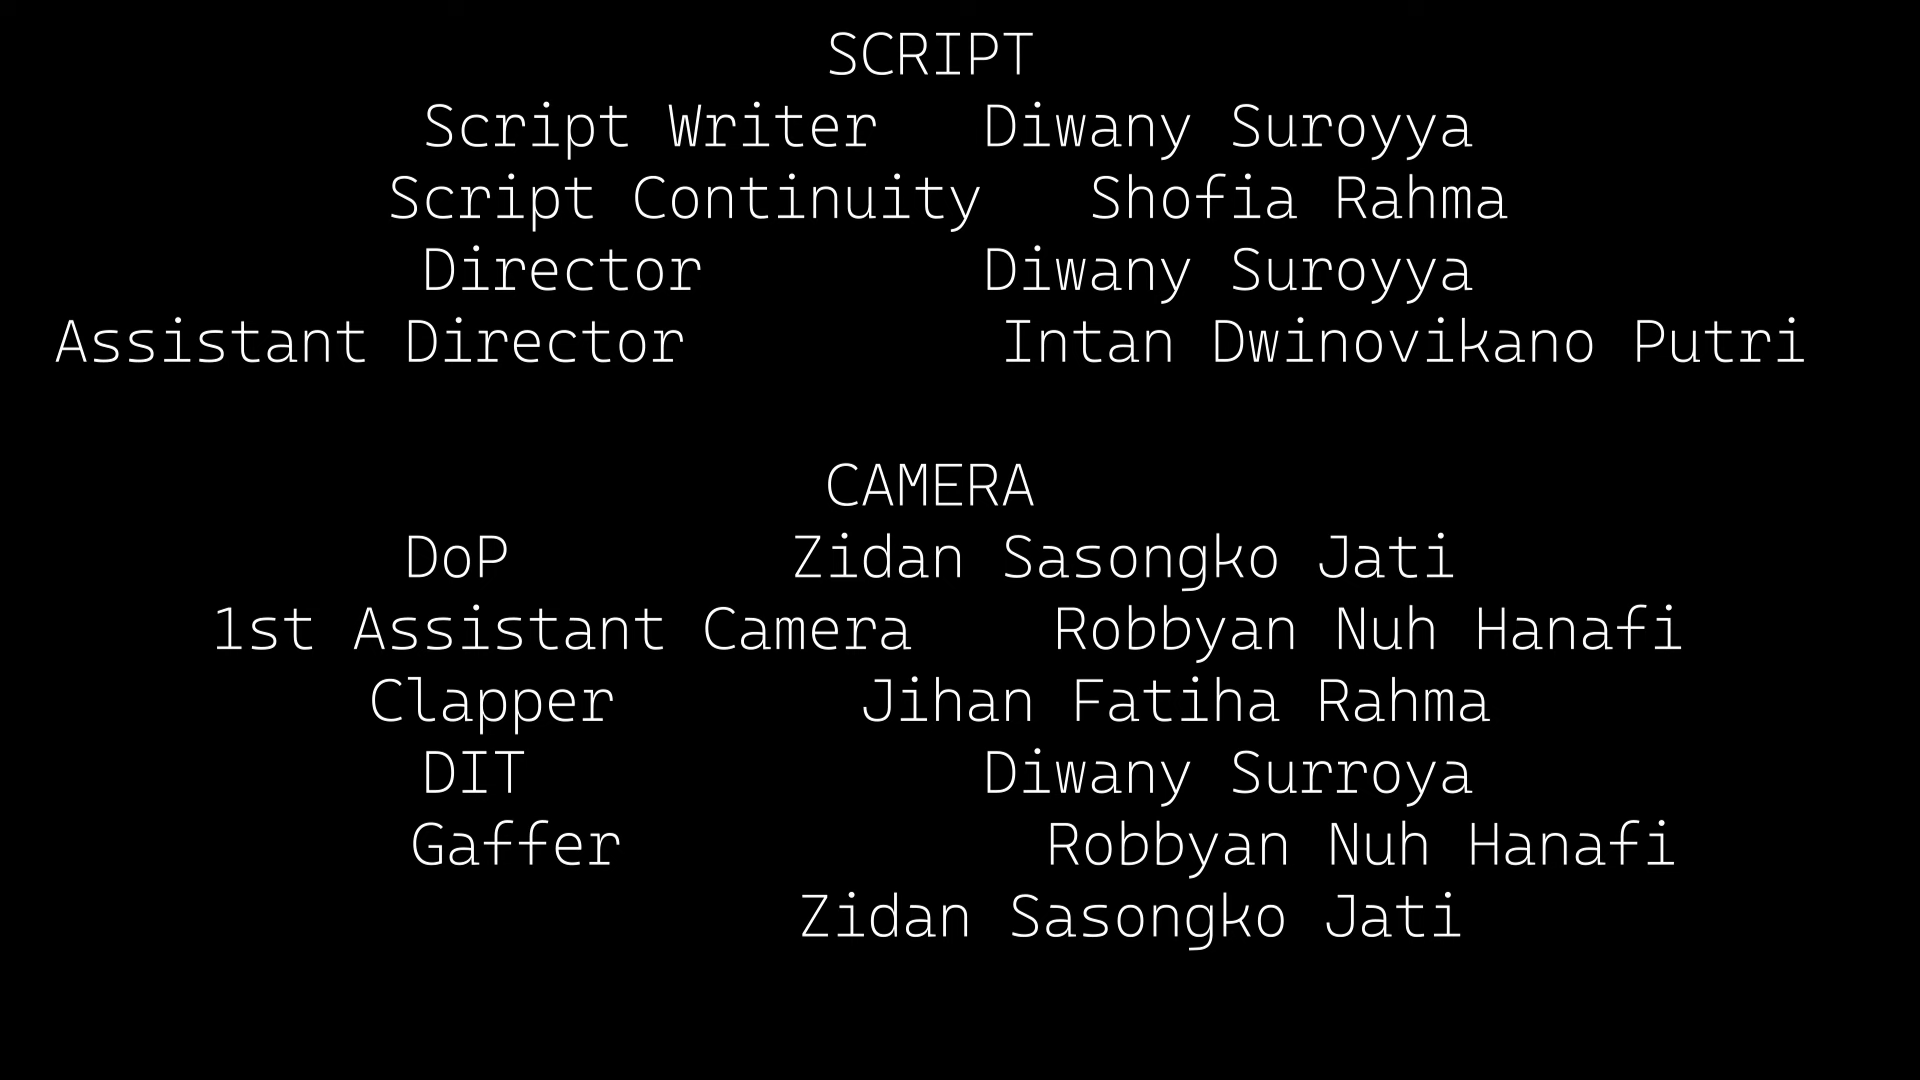 SCRIPT
Script Writer Diwany Suroyya
Script Continuity Shofia Rahma
Director Diwany Suroyya
Assistant Director Intan Dwinovikano Putri
CAMERA
DoP Zidan Sasongko Jati
1st Assistant Camera Robbyan Nuh Hanafi
Clapper Jihan Fatiha Rahma
DIT Diwany Surroya
Gaffer Robbyan Nuh Hanafi
Zidan Sasongko Jati